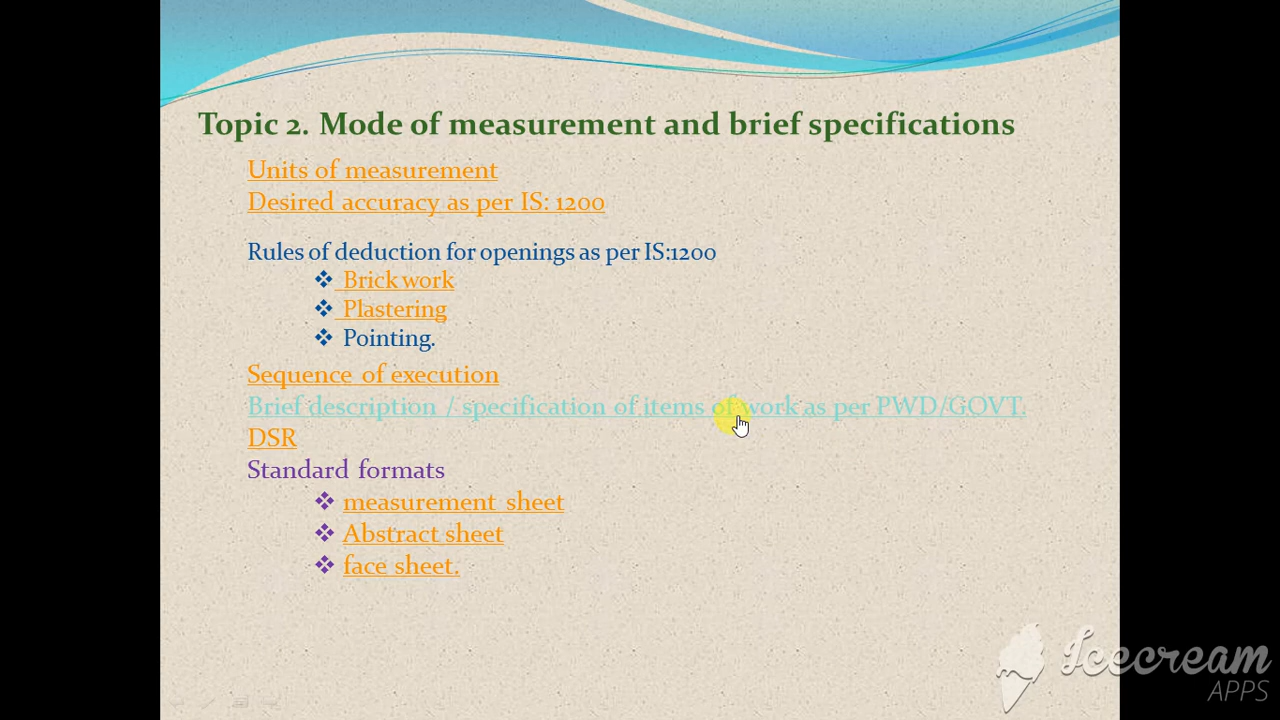 Topic 2. Mode of measurement and brief specifications
Units of measurement
Desired accuracy as per IS: 1200
Rules of deduction for openings as per IS:1200
❖ Brick work
❖ Plastering
❖ Pointing.
Sequence of execution
Brief description / specification of items of work as per PWD/GOVT.
DSR
Standard formats
❖ measurement sheet
❖ Abstract sheet
❖ face sheet.
Icecream
APPS